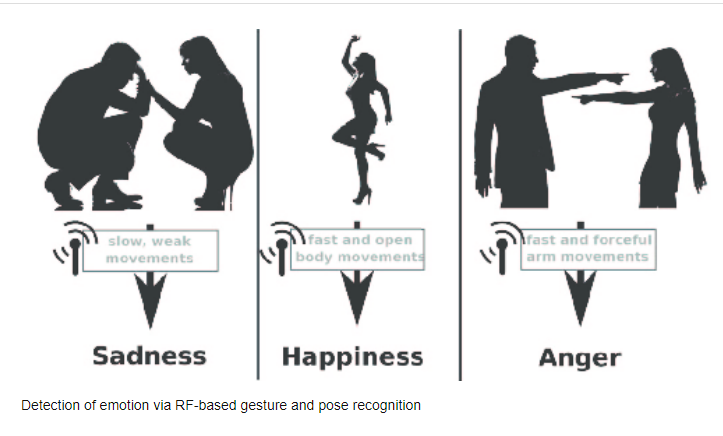 slow, weak
movements
fast and open
body movements
fast and forceful
arm movements
Sadness
Happiness
Anger
Detection of emotion via RF-based gesture and pose recognition